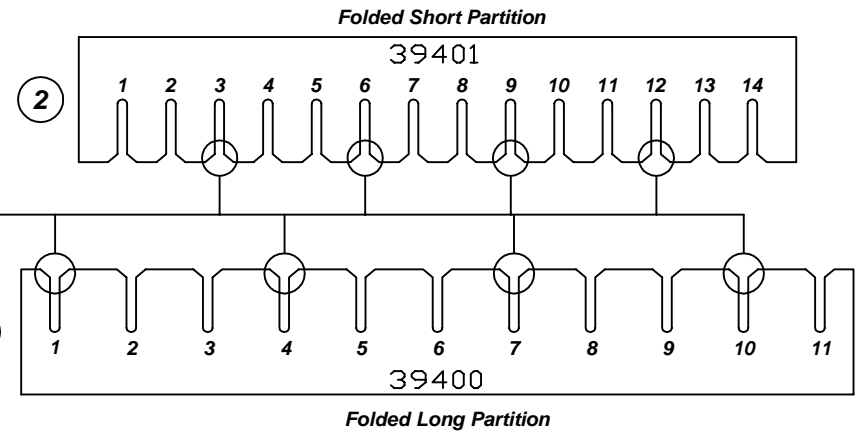 Folded Short Partition
39401
2
1 2 3 4 5 6 7 8 9 10 11 12 13 14
1 2 3 4 5 6 7 8 9 10 11
39400
Folded Long Partition